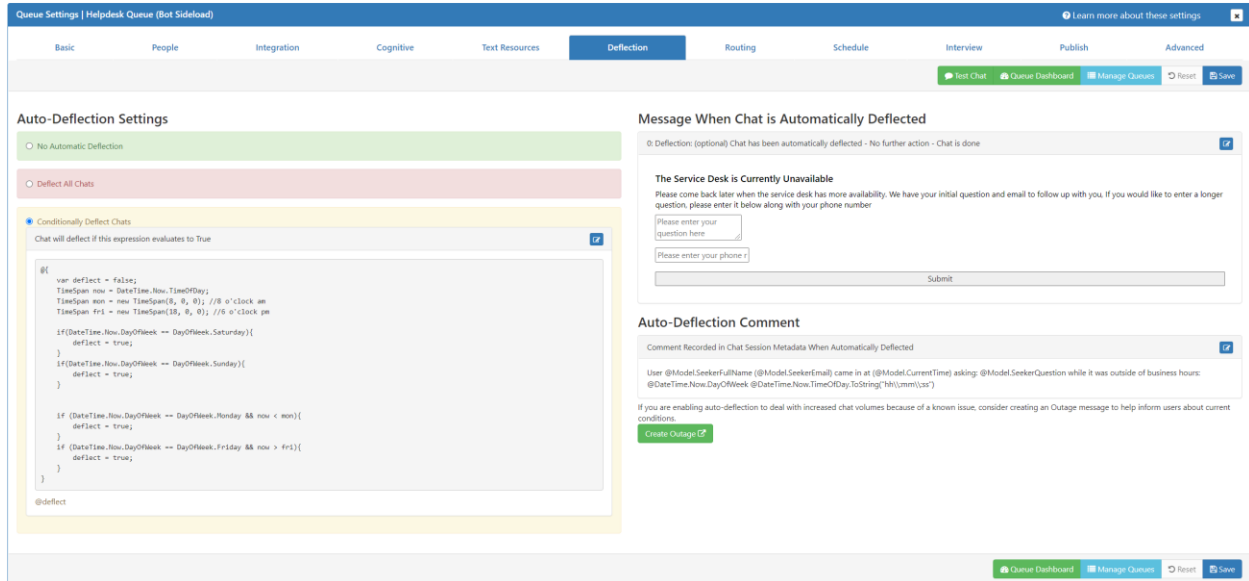 Queue Settings | Helpdesk Queue (Bot Sideload)
Learn more about these settings
Basic
People
Integration
Cognitive
Text Resources
Deflection
Routing
Schedule
Interview
Publish
Advanced
Test Chat
Queue Dashboard
Manage Queues
Reset
Save
Auto-Deflection Settings
No Automatic Deflection
Deflect All Chats
Conditionally Deflect Chats
Chat will deflect if this expression evaluates to True
@{
var deflect = false;
TimeSpan now = DateTime.Now.TimeOfDay;
TimeSpan mon = new TimeSpan(8, 0, 0); //8 o'clock am
TimeSpan fri = new TimeSpan(18, 0, 0); //6 o'clock pm
if(DateTime.Now.DayOfWeek == DayOfWeek.Saturday){
deflect = true;
}
if(DateTime.Now.DayOfWeek == DayOfWeek.Sunday){
deflect = true;
}
if (DateTime.Now.DayOfWeek == DayOfWeek.Monday && now < mon){
deflect = true;
}
if (DateTime.Now.DayOfWeek == DayOfWeek.Friday && now > fri){
deflect = true;
}
}
@deflect
Message When Chat is Automatically Deflected
0: Deflection: (optional) Chat has been automatically deflected - No further action - Chat is done
The Service Desk is Currently Unavailable
Please come back later when the service desk has more availability. We have your initial question and email to follow up with you, If you would like to enter a longer
question, please enter it below along with your phone number
Please enter your
question here
Please enter your phone r
Submit
Auto-Deflection Comment
Comment Recorded in Chat Session Metadata When Automatically Deflected
User @Model.SeekerFullName (@Model.SeekerEmail) came in at (@Model.CurrentTime) asking: @Model.SeekerQuestion while it was outside of business hours:
@DateTime.Now.DayOfWeek @DateTime.Now.TimeOfDay.ToString("hh\\:mm\\:ss")
If you are enabling auto-deflection to deal with increased chat volumes because of a known issue, consider creating an Outage message to help inform users about current
conditions.
Create Outage
Queue Dashboard
Manage Queues
Reset
Save